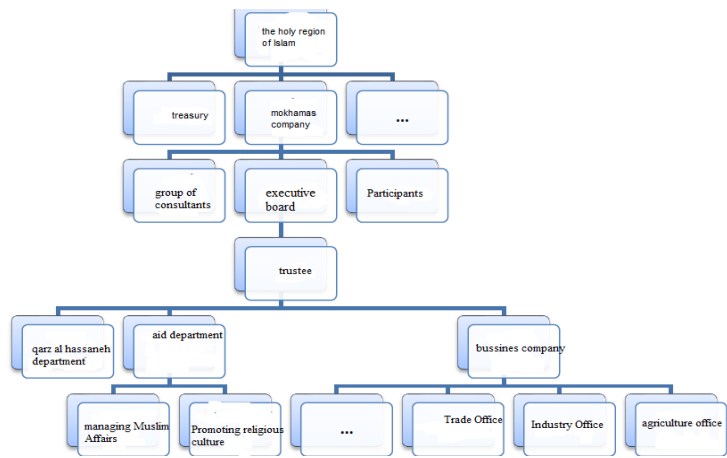 the holy region
of Islam
treasury
mokhamas
company
...
group of
consultants
executive
board
Participants
trustee
qarz al hassaneh
department
aid department
bussines company
managing Muslim
Affairs
Promoting religious
culture
...
Trade Office
Industry Office
agriculture office